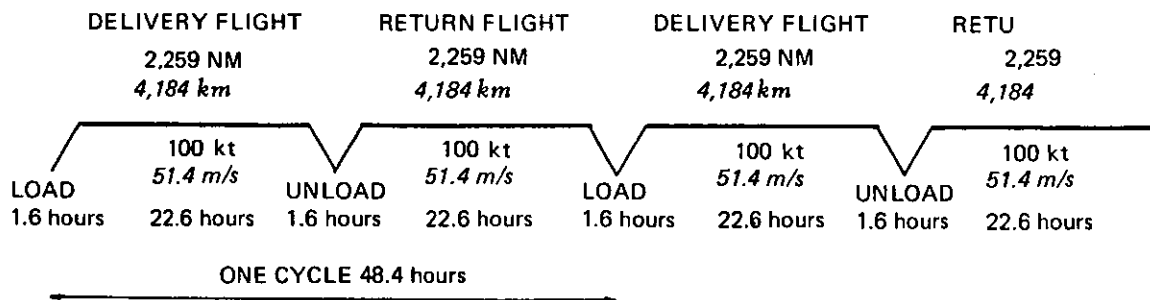 DELIVERY FLIGHT RETURN FLIGHT DELIVERY FLIGHT RETU
2,259 NM 2,259 NM 2,259 NM 2,259
4,184 km 4,184 km 4,184 km 4,184
100 kt 100 kt 100 kt 100 kt
51.4 m/s 51.4 m/s 51.4 m/s 51.4 m/s
LOAD UNLOAD LOAD UNLOAD
1.6 hours 22.6 hours 1.6 hours 22.6 hours 1.6 hours 22.6 hours 1.6 hours 22.6 hours
ONE CYCLE 48.4 hours